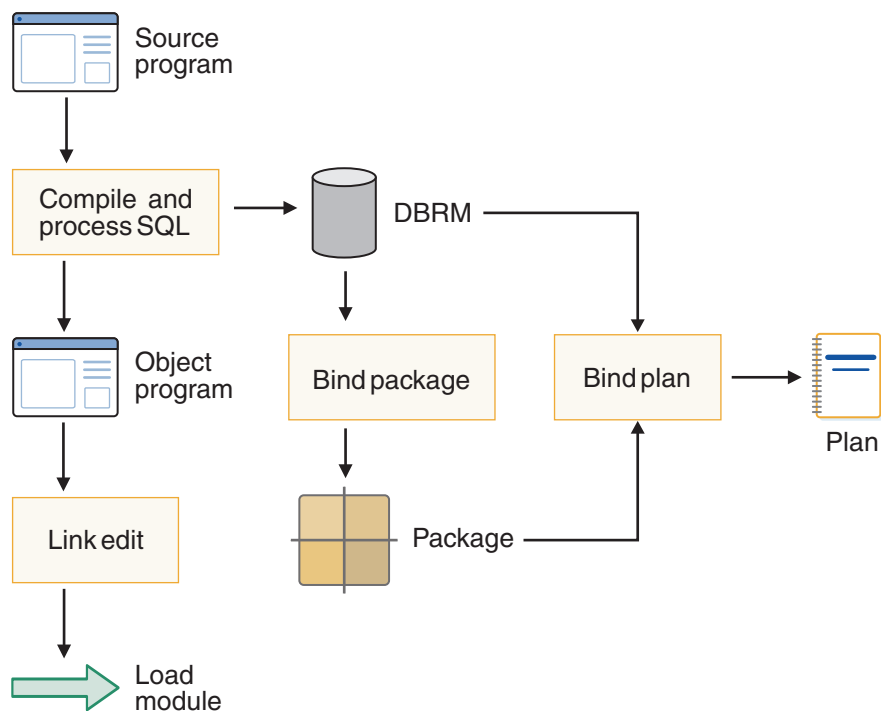 Source
program
Compile and
process SQL
DBRM
Object
program
Bind package
Bind plan
Plan
Link edit
Package
Load
module